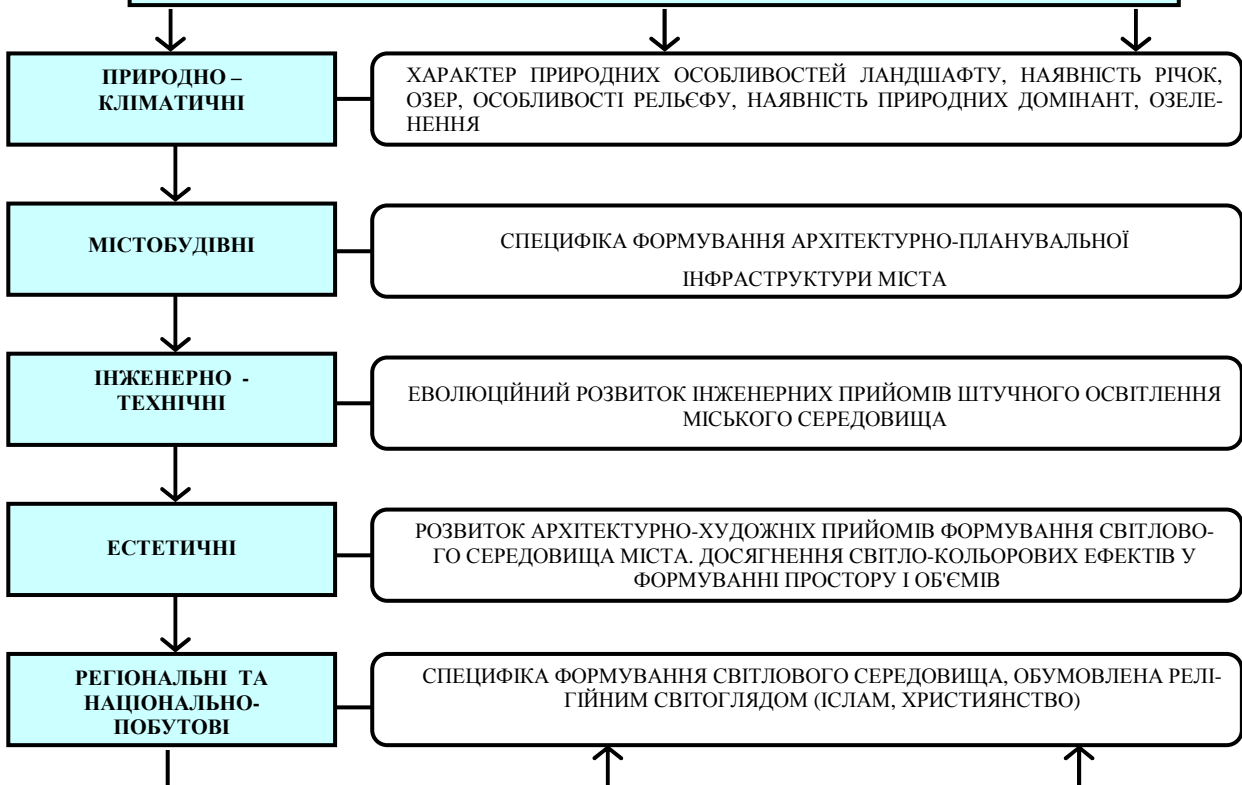 ПРИРОДНО –
КЛІМАТИЧНІ
ХАРАКТЕР ПРИРОДНИХ ОСОБЛИВОСТЕЙ ЛАНДШАФТУ, НАЯВНІСТЬ РІЧОК,
ОЗЕР, ОСОБЛИВОСТІ РЕЛЬЄФУ, НАЯВНІСТЬ ПРИРОДНИХ ДОМІНАНТ, ОЗЕЛЕ-
НЕННЯ
МІСТОБУДІВНІ
СПЕЦИФІКА ФОРМУВАННЯ АРХІТЕКТУРНО-ПЛАНУВАЛЬНОЇ
ІНФРАСТРУКТУРИ МІСТА
ІНЖЕНЕРНО -
ТЕХНІЧНІ
ЕВОЛЮЦІЙНИЙ РОЗВИТОК ІНЖЕНЕРНИХ ПРИЙОМІВ ШТУЧНОГО ОСВІТЛЕННЯ
МІСЬКОГО СЕРЕДОВИЩА
ЕСТЕТИЧНІ
РОЗВИТОК АРХІТЕКТУРНО-ХУДОЖНІХ ПРИЙОМІВ ФОРМУВАННЯ СВІТЛОВО-
ГО СЕРЕДОВИЩА МІСТА. ДОСЯГНЕННЯ СВІТЛО-КОЛЬОРОВИХ ЕФЕКТІВ У
ФОРМУВАННІ ПРОСТОРУ І ОБ'ЄМІВ
РЕГІОНАЛЬНІ ТА
НАЦІОНАЛЬНО-
ПОБУТОВІ
СПЕЦИФІКА ФОРМУВАННЯ СВІТЛОВОГО СЕРЕДОВИЩА, ОБУМОВЛЕНА РЕЛІ-
ГІЙНИМ СВІТОГЛЯДОМ (ІСЛАМ, ХРИСТИЯНСТВО)